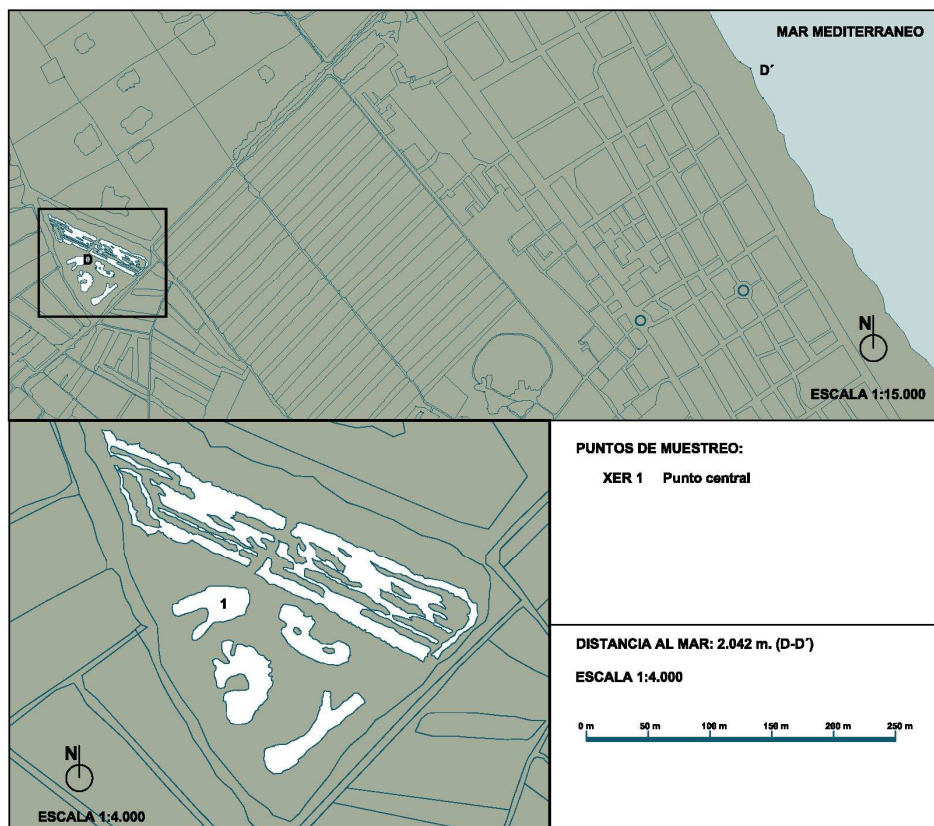 MAR MEDITERRANEO
D´
D
N
ESCALA 1:15.000
1
N
ESCALA 1:4.000
PUNTOS DE MUESTREO:
XER 1 Punto central
DISTANCIA AL MAR: 2.042 m. (D-D´)
ESCALA 1:4.000
0 m 50 m 100 m 150 m 200 m 250 m